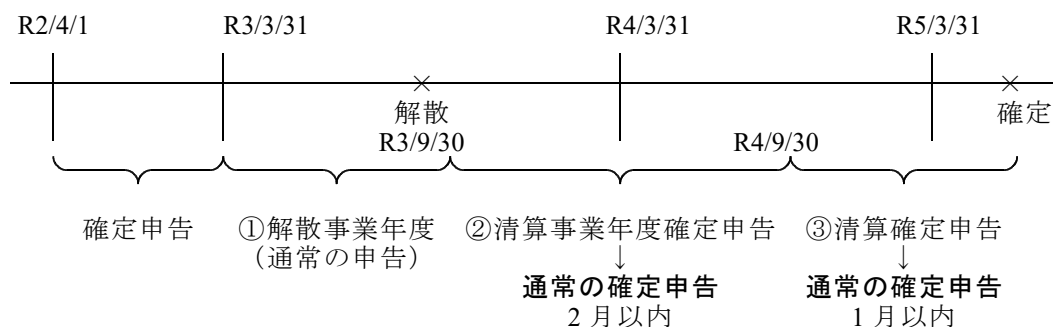 R2/4/1 R3/3/31 R4/3/31 R5/3/31
解散 確定
R3/9/30 R4/9/30
確定申告 ①解散事業年度 ②清算事業年度確定申告 ③清算確定申告
(通常の申告) ↓ ↓
通常の確定申告 通常の確定申告
2月以内 1月以内